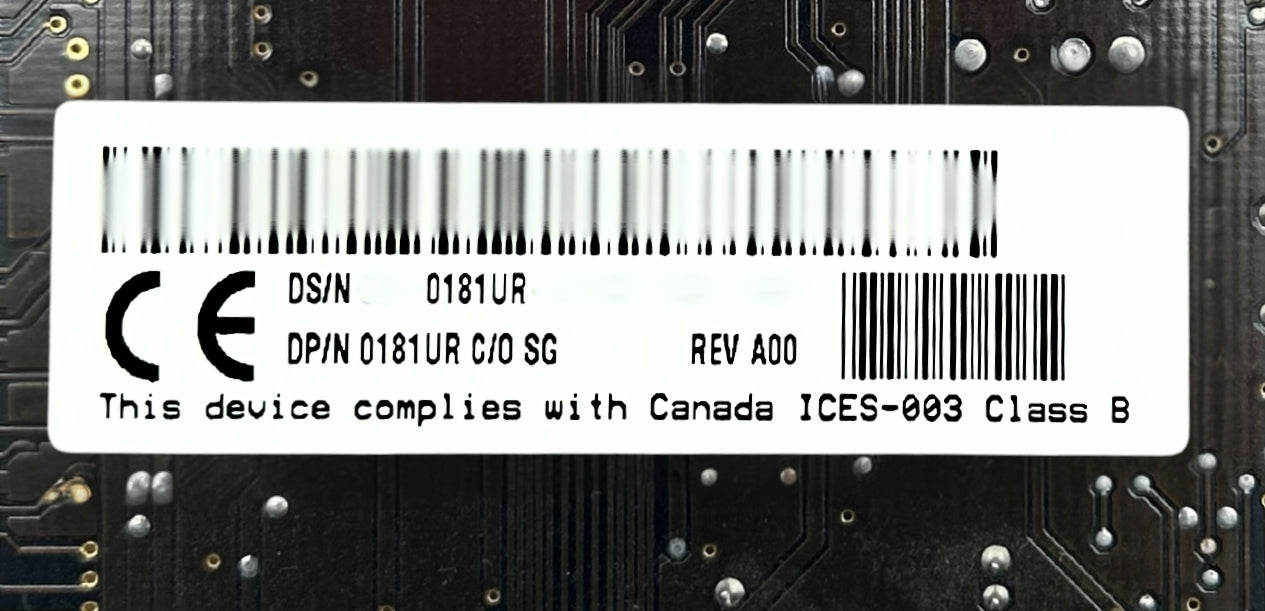 CE DS/N 0181UR
DP/N 0181UR C/O SG REV A00
This device complies with Canada ICES-003 Class B